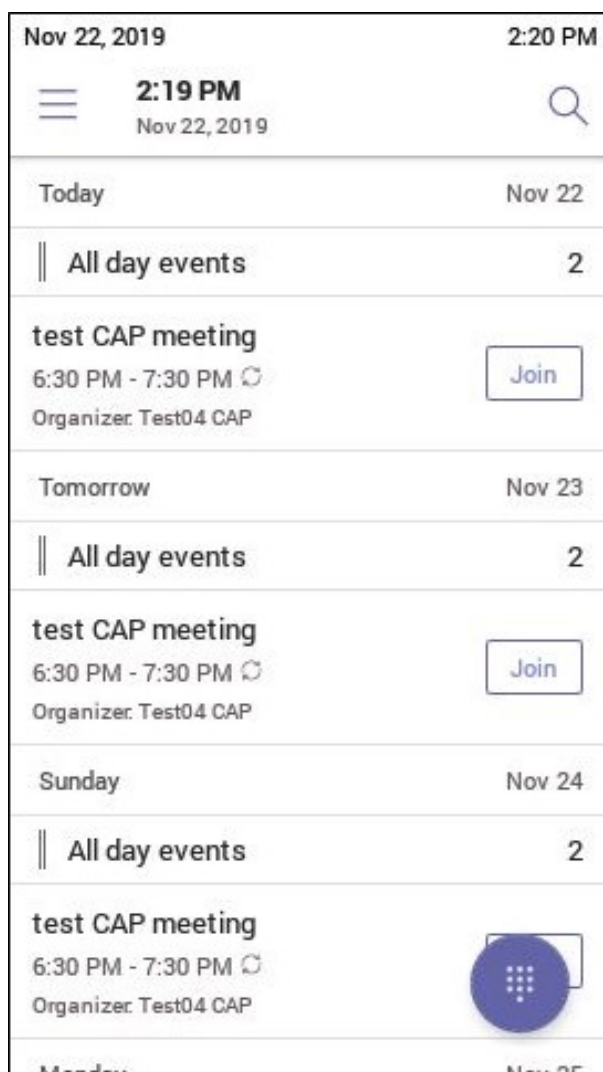 Nov 22, 2019 2:20 PM
2:19 PM
Nov 22, 2019
Today Nov 22
All day events 2
test CAP meeting
6:30 PM - 7:30 PM
Join
Organizer: Test04 CAP
Tomorrow Nov 23
All day events 2
test CAP meeting
6:30 PM - 7:30 PM
Join
Organizer: Test04 CAP
Sunday Nov 24
All day events 2
test CAP meeting
6:30 PM - 7:30 PM
Organizer: Test04 CAP
Monday Nov 25